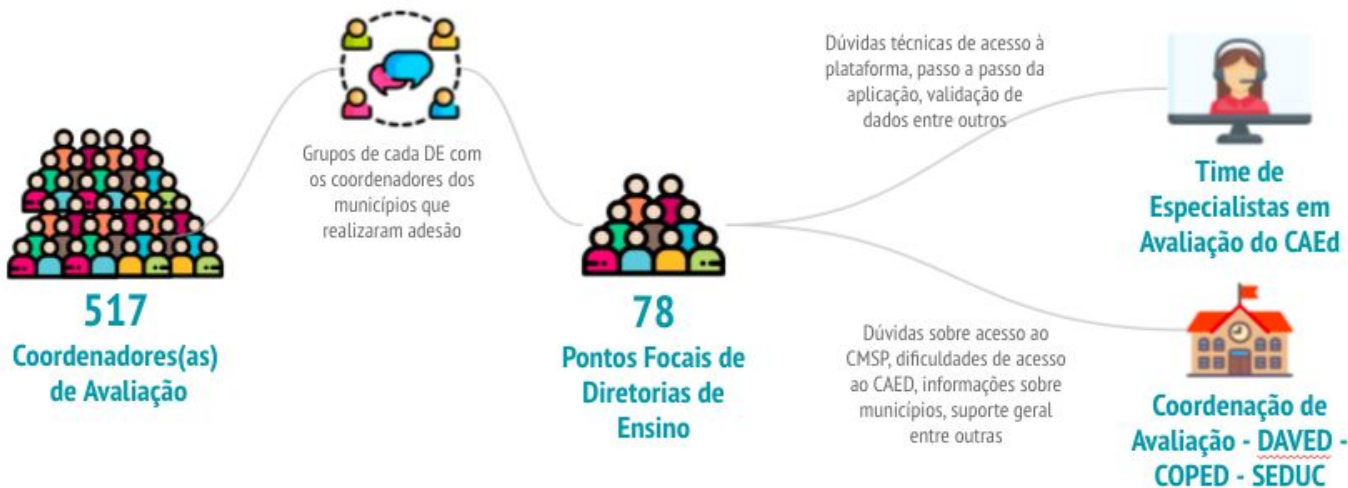 Grupos de cada DE com
os coordenadores dos
municípios que
realizaram adesão
517
Coordenadores(as)
de Avaliação
78
Pontos Focais de
Diretorias de
Ensino
Dúvidas técnicas de acesso à
plataforma, passo a passo da
aplicação, validação de
dados entre outros
Time de
Especialistas em
Avaliação do CAEd
Dúvidas sobre acesso ao
CMSP, dificuldades de acesso
ao CAED, informações sobre
municípios, suporte geral
entre outras
Coordenação de
Avaliação - DAVED -
COPED - SEDUC